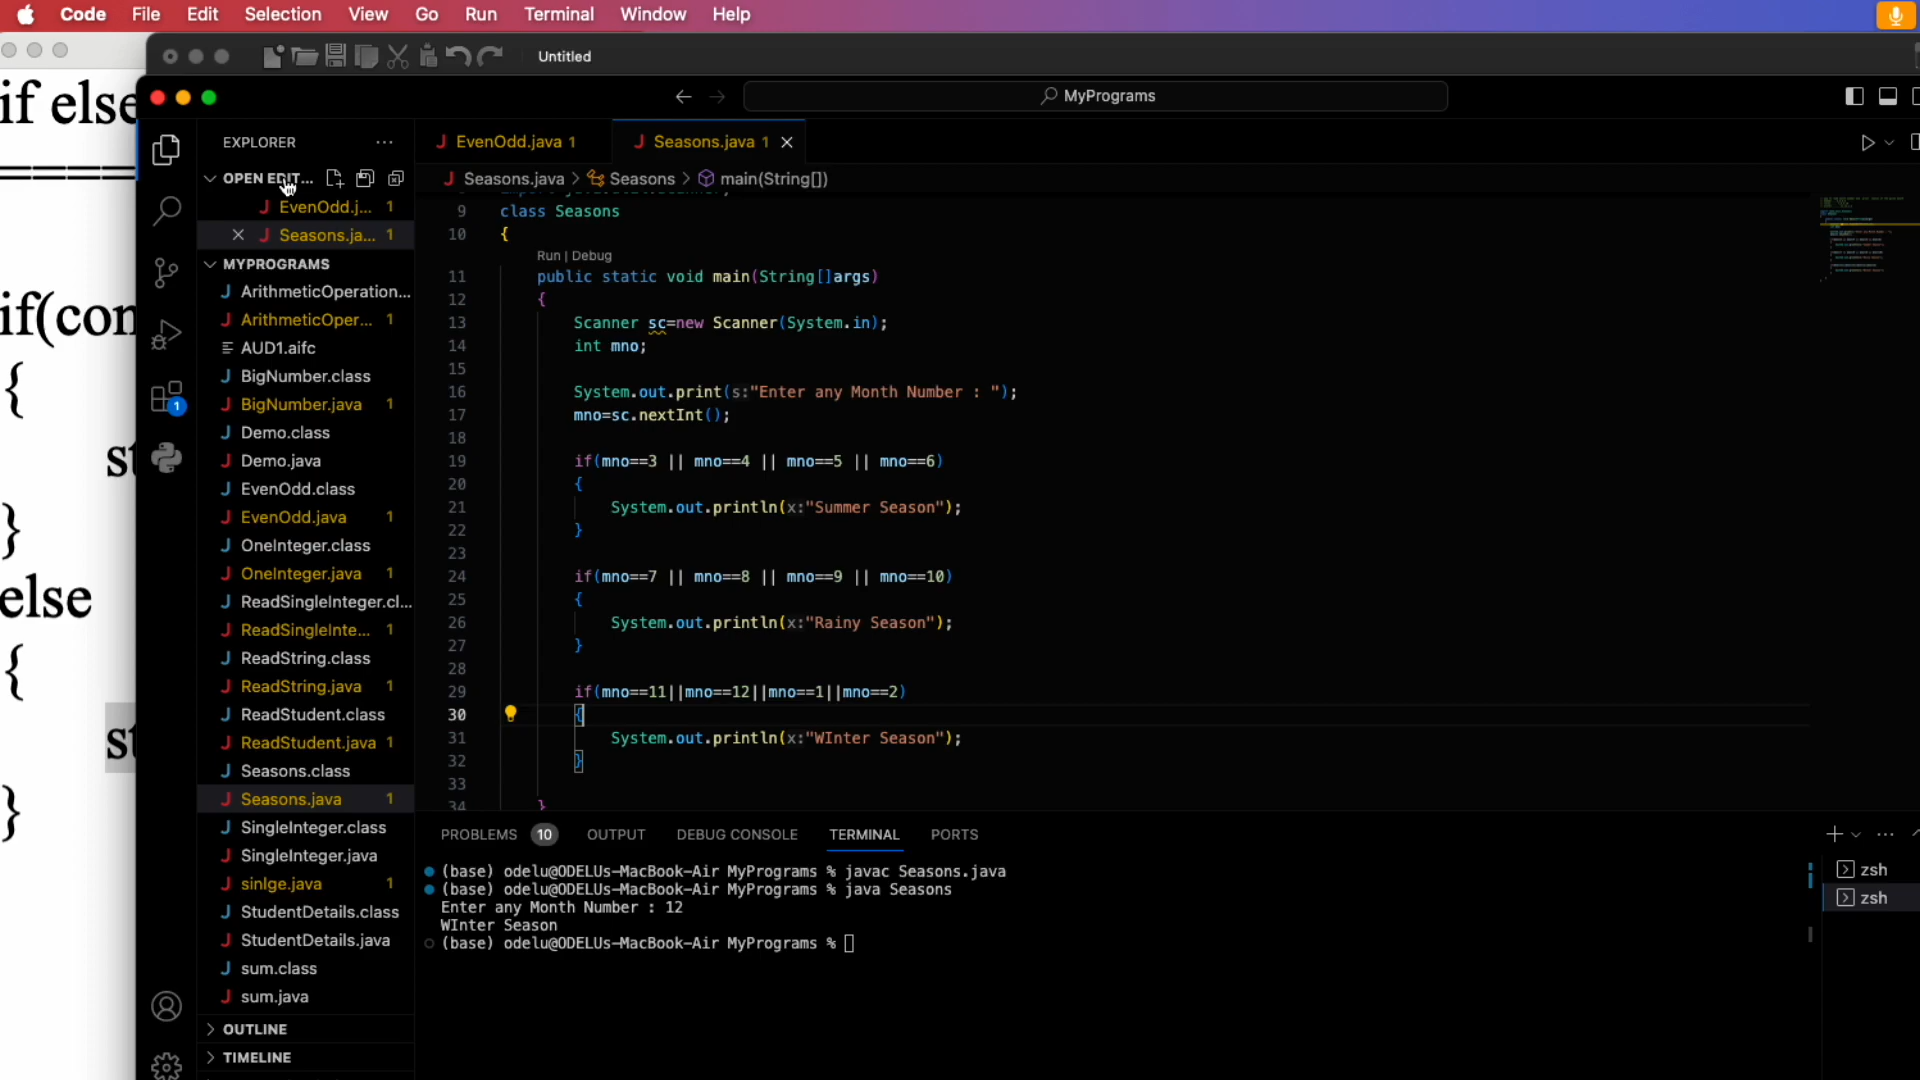 Code File Edit Selection View Go Run Terminal Window Help
Untitled
MyPrograms
if else
if(con
{
}
else
{
}
EXPLORER
OPEN EDIT...
EvenOdd.j... 1
Seasons.ja... 1
MYPROGRAMS
ArithmeticOperation...
ArithmeticOper... 1
AUD1.aifc
BigNumber.class
BigNumber.java 1
Demo.class
Demo.java
EvenOdd.class
EvenOdd.java 1
OneInteger.class
OneInteger.java 1
ReadSingleInteger.cl...
ReadSingleInte... 1
ReadString.class
ReadString.java 1
ReadStudent.class
ReadStudent.java 1
Seasons.class
Seasons.java 1
SingleInteger.class
SingleInteger.java
sinlge.java 1
StudentDetails.class
StudentDetails.java
sum.class
sum.java
OUTLINE
TIMELINE
1
EvenOdd.java 1 Seasons.java 1
Seasons.java > Seasons > main(String[])
9 class Seasons
10 {
Run | Debug
11 public static void main(String[]args)
12 {
13 Scanner sc=new Scanner(System.in);
14 int mno;
15
16 System.out.print(s:"Enter any Month Number : ");
17 mno=sc.nextInt();
18
19 if(mno==3 || mno==4 || mno==5 || mno==6)
20 {
21 System.out.println(x:"Summer Season");
22 }
23
24 if(mno==7 || mno==8 || mno==9 || mno==10)
25 {
26 System.out.println(x:"Rainy Season");
27 }
28
29 if(mno==11||mno==12||mno==1||mno==2)
30 {
31 System.out.println(x:"WInter Season");
32 }
33
34 }
PROBLEMS 10 OUTPUT DEBUG CONSOLE TERMINAL PORTS
(base) odelu@ODELUs-MacBook-Air MyPrograms % javac Seasons.java
(base) odelu@ODELUs-MacBook-Air MyPrograms % java Seasons
Enter any Month Number : 12
WInter Season
(base) odelu@ODELUs-MacBook-Air MyPrograms %
zsh
zsh